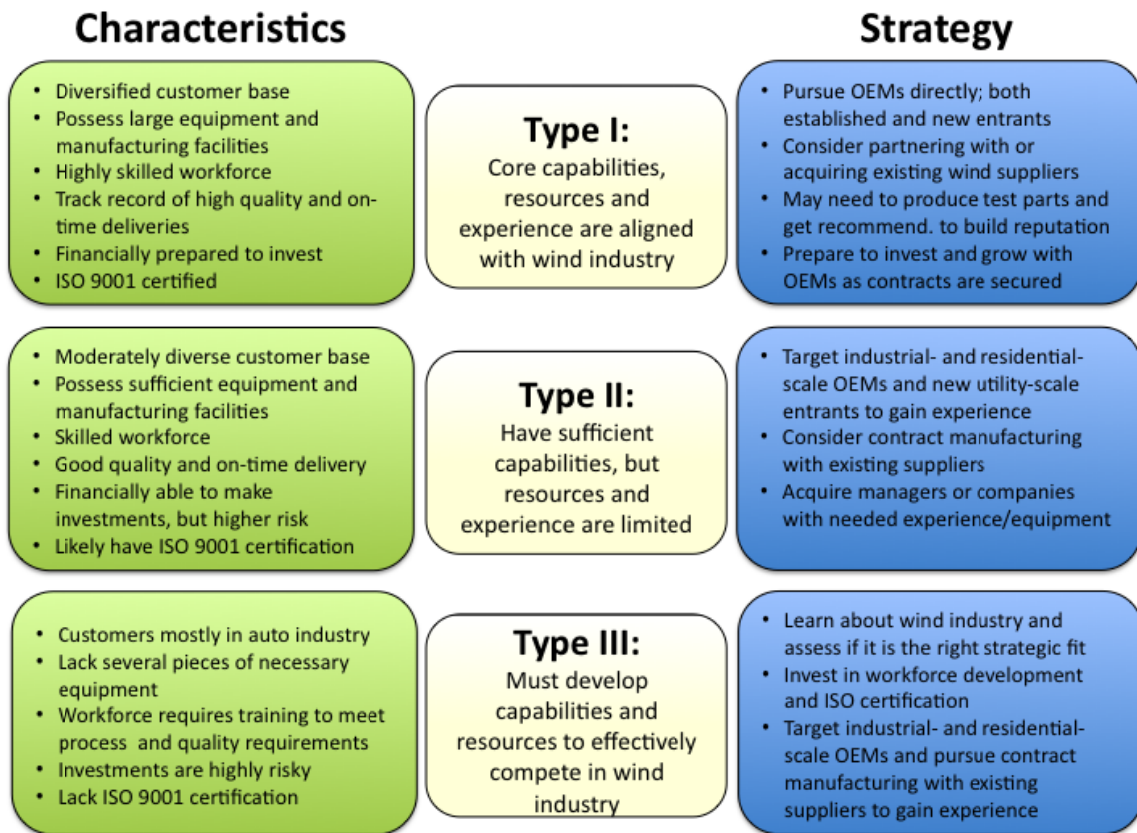 Characteristics
Strategy
• Diversified customer base
• Possess large equipment and
manufacturing facilities
• Highly skilled workforce
• Track record of high quality and on-
time deliveries
• Financially prepared to invest
• ISO 9001 certified
Type I:
Core capabilities,
resources and
experience are aligned
with wind industry
• Pursue OEMs directly; both
established and new entrants
• Consider partnering with or
acquiring existing wind suppliers
• May need to produce test parts and
get recommend. to build reputation
• Prepare to invest and grow with
OEMs as contracts are secured
• Moderately diverse customer base
• Possess sufficient equipment and
manufacturing facilities
• Skilled workforce
• Good quality and on-time delivery
• Financially able to make
investments, but higher risk
• Likely have ISO 9001 certification
Type II:
Have sufficient
capabilities, but
resources and
experience are limited
• Target industrial- and residential-
scale OEMs and new utility-scale
entrants to gain experience
• Consider contract manufacturing
with existing suppliers
• Acquire managers or companies
with needed experience/equipment
• Customers mostly in auto industry
• Lack several pieces of necessary
equipment
• Workforce requires training to meet
process and quality requirements
• Investments are highly risky
• Lack ISO 9001 certification
Type III:
Must develop
capabilities and
resources to effectively
compete in wind
industry
• Learn about wind industry and
assess if it is the right strategic fit
• Invest in workforce development
and ISO certification
• Target industrial- and residential-
scale OEMs and pursue contract
manufacturing with existing
suppliers to gain experience